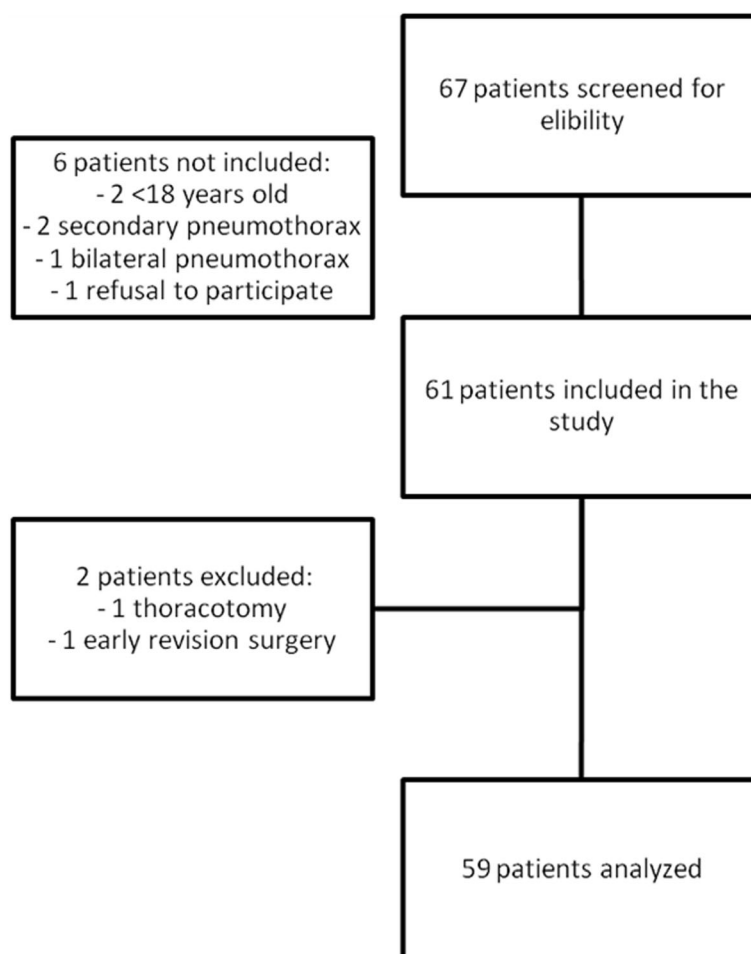 67 patients screened for
elibility
6 patients not included:
- 2 <18 years old
- 2 secondary pneumothorax
- 1 bilateral pneumothorax
- 1 refusal to participate
61 patients included in the
study
2 patients excluded:
- 1 thoracotomy
- 1 early revision surgery
59 patients analyzed